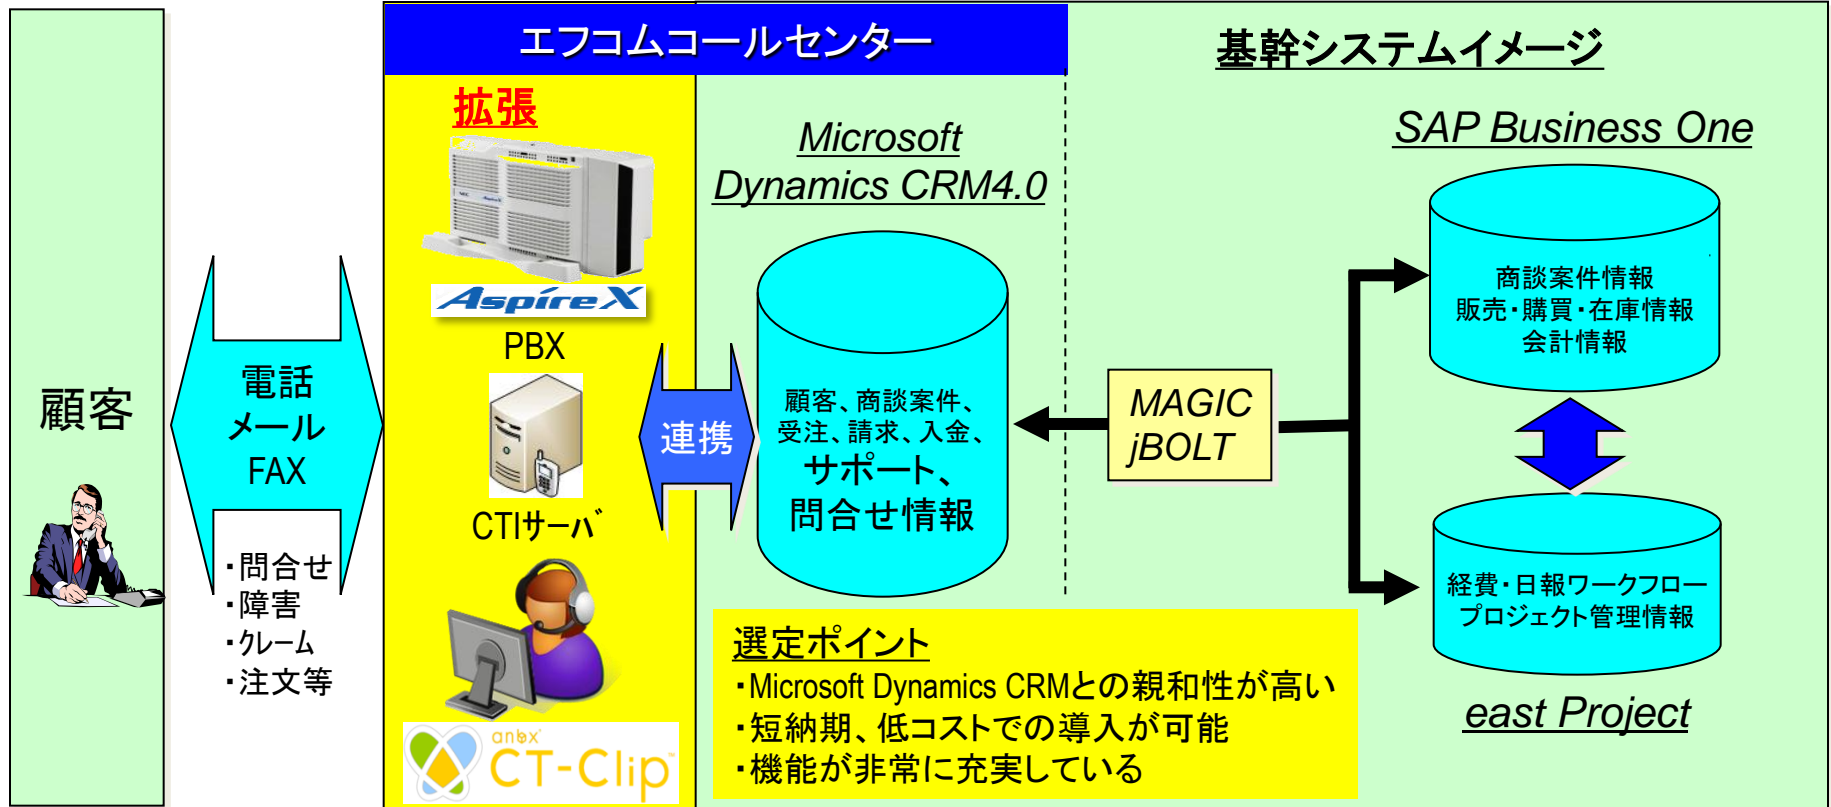 エフコムコールセンター
基幹システムイメージ
拡張
Microsoft
Dynamics CRM4.0
SAP Business One
NEC
AspireX
AspireX
PBX
商談案件情報
販売・購買・在庫情報
会計情報
顧客
電話
メール
FAX
連携
顧客、商談案件、
受注、請求、入金、
サポート、
問合せ情報
MAGIC
jBOLT
CTIサーバ
・問合せ
・障害
・クレーム
・注文等
経費・日報ワークフロー
プロジェクト管理情報
選定ポイント
・Microsoft Dynamics CRMとの親和性が高い
・短納期、低コストでの導入が可能
・機能が非常に充実している
east Project
anbx
CT-Clip